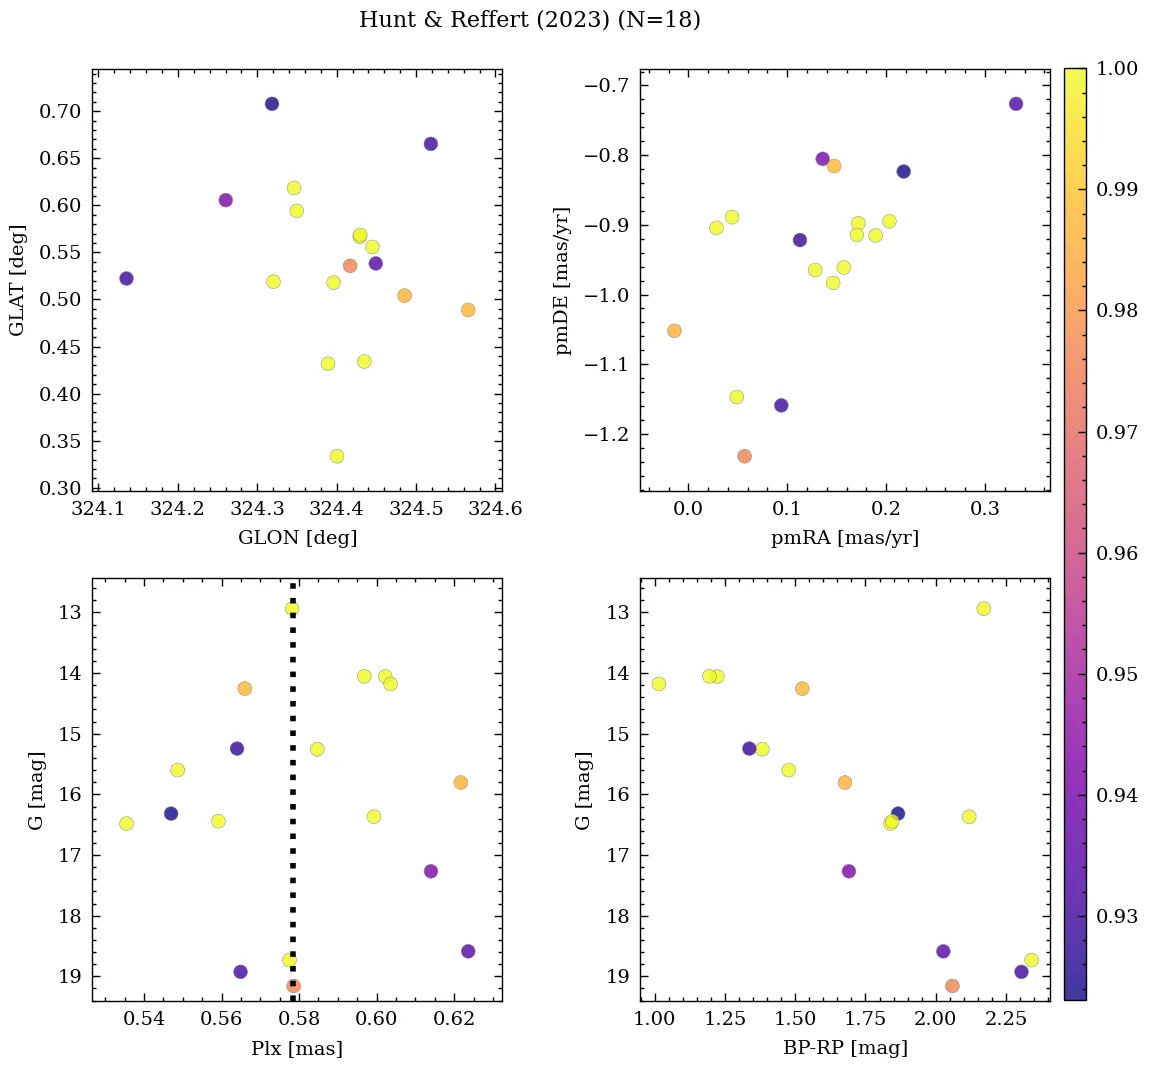 Hunt & Reffert (2023) (N=18)
GLAT [deg]
0.70
0.65
0.60
0.55
0.50
0.45
0.40
0.35
0.30
324.1 324.2 324.3 324.4 324.5 324.6
GLON [deg]
pmDE [mas/yr]
−0.7
−0.8
−0.9
−1.0
−1.1
−1.2
0.0 0.1 0.2 0.3
pmRA [mas/yr]
1.00
0.99
0.98
0.97
0.96
0.95
0.94
0.93
G [mag]
13
14
15
16
17
18
19
0.54 0.56 0.58 0.60 0.62
Plx [mas]
G [mag]
13
14
15
16
17
18
19
1.00 1.25 1.50 1.75 2.00 2.25
BP-RP [mag]